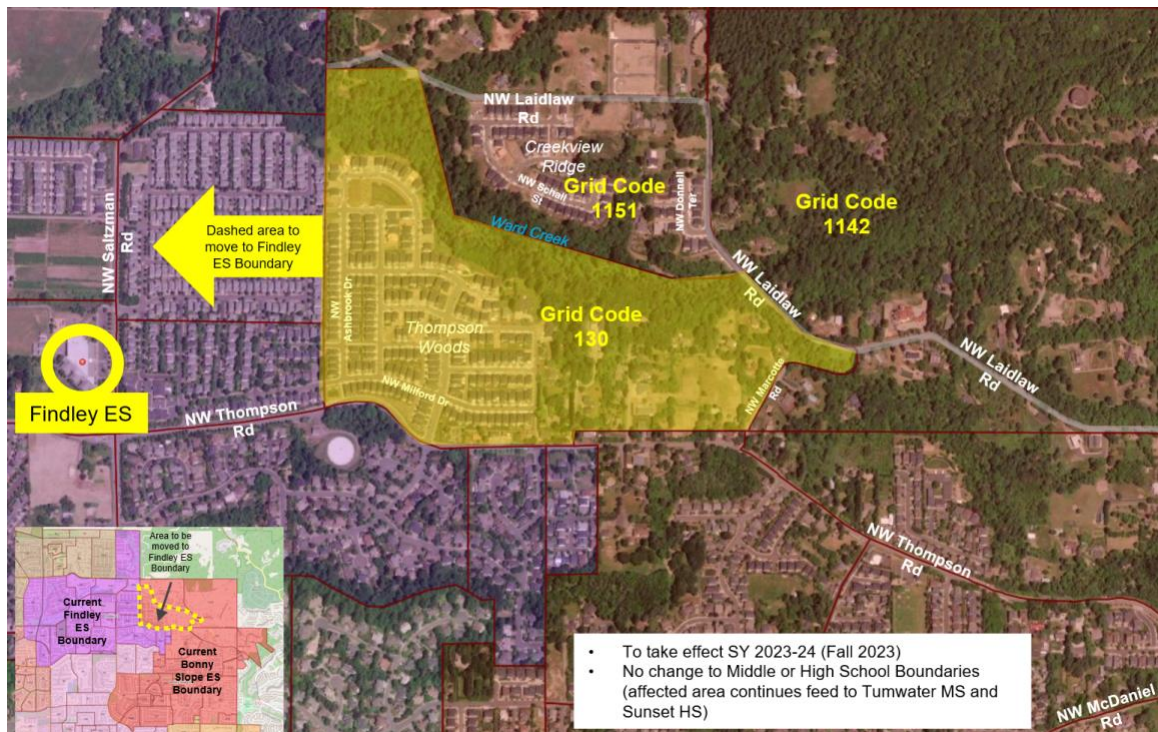 NW Laidlaw
Rd
Creekview
Ridge
NW Schall
St
Grid Code
1151
NW Donnell
Ter
Grid Code
1142
Ward Creek
NW Saltzman
Rd
Dashed area to
move to Findley
ES Boundary
NW Laidlaw
Rd
NW
Ashbrook Dr
Thompson
Woods
Grid Code
130
NW Milford Dr
NW Marcotte
Rd
NW Laidlaw
Rd
Findley ES
NW Thompson
Rd
NW Thompson
Rd
Area to be
moved to
Findley ES
Boundary
Current
Findley
ES
Boundary
Current
Bonny
Slope ES
Boundary
• To take effect SY 2023-24 (Fall 2023)
• No change to Middle or High School Boundaries
(affected area continues feed to Tumwater MS and
Sunset HS)
NW McDaniel
Rd